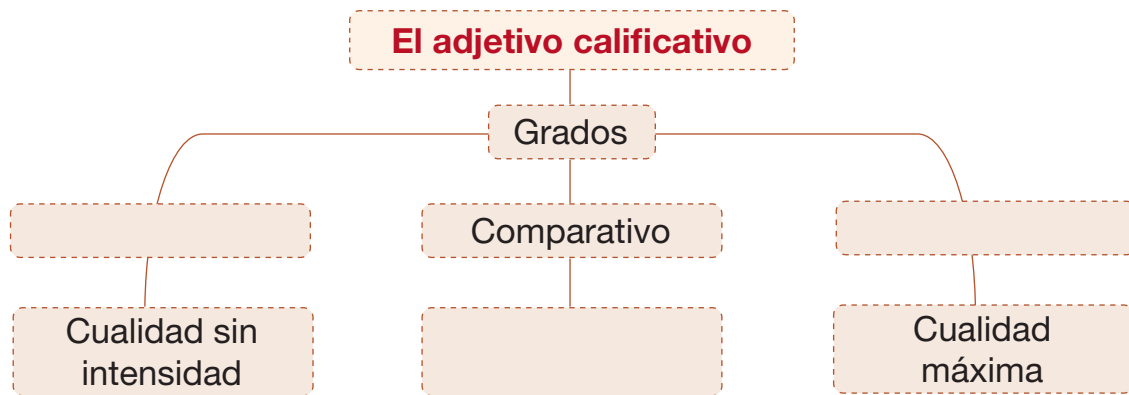 El adjetivo calificativo
Grados
Comparativo
Cualidad sin
intensidad
Cualidad
máxima